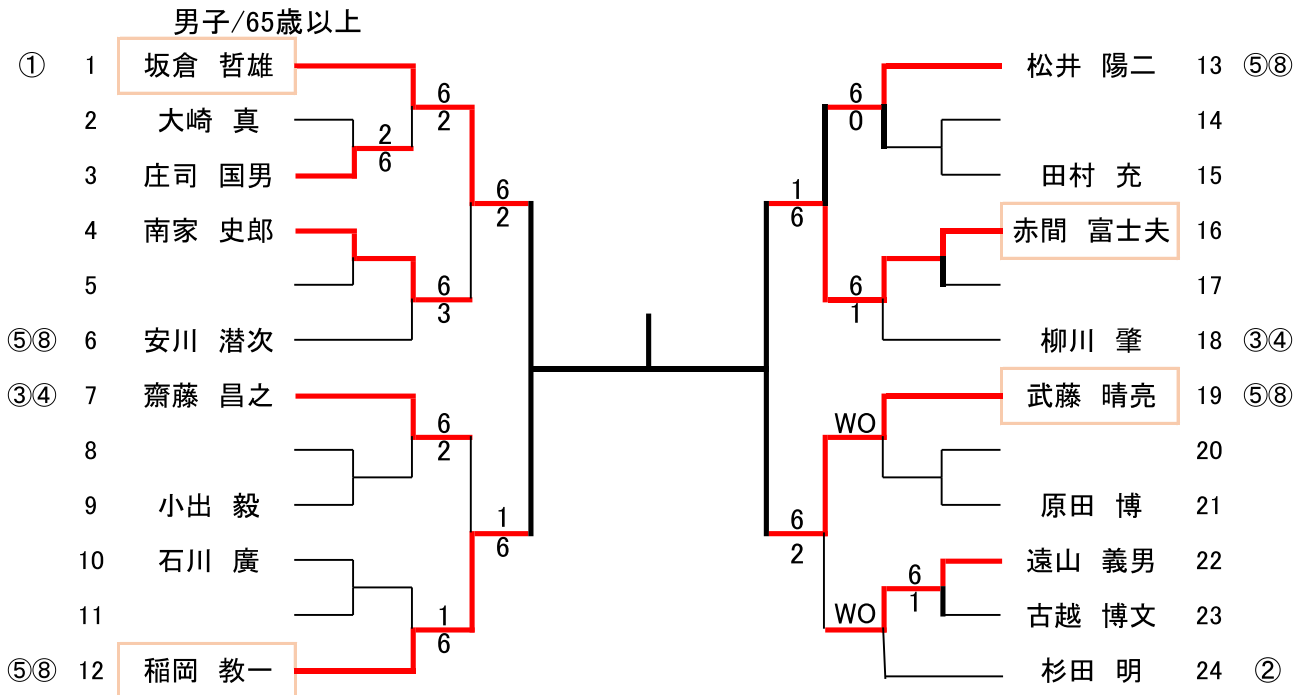 男子/65歳以上
① 1 坂倉 哲雄
2 大崎 真
3 庄司 国男
4 南家 史郎
5
⑤⑧ 6 安川 潜次
③④ 7 齋藤 昌之
8
9 小出 毅
10 石川 廣
11
⑤⑧ 12 稲岡 教一
2
6
6
2
6
3
6
2
6
2
1
6
1
6
松井 陽二 13 ⑤⑧
14
田村 充 15
赤間 富士夫 16
17
柳川 肇 18 ③④
武藤 晴亮 19 ⑤⑧
20
原田 博 21
遠山 義男 22
古越 博文 23
杉田 明 24 ②
6
0
1
6
6
1
WO
6
2
6
1
WO